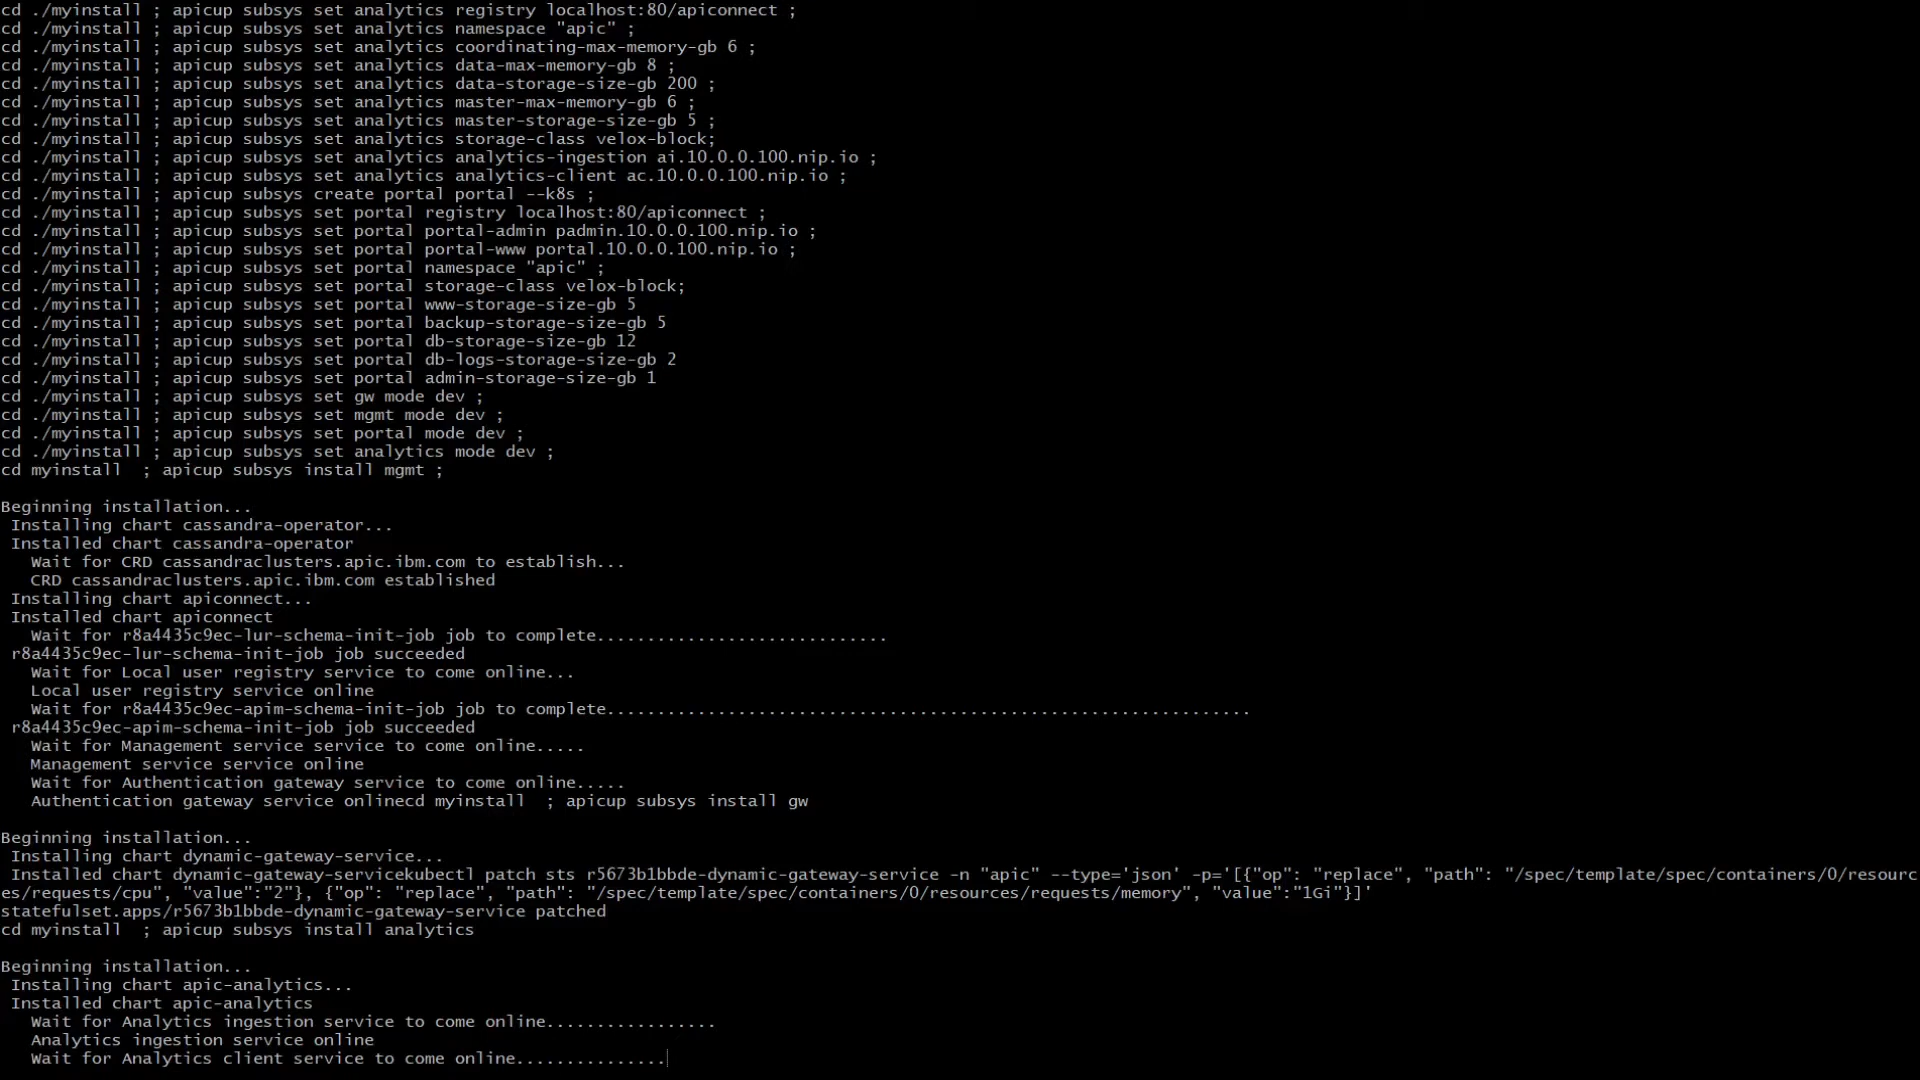 cd ./myinstall ; apicup subsys set analytics registry localhost:80/apiconnect ;
cd ./myinstall ; apicup subsys set analytics namespace "apic" ;
cd ./myinstall ; apicup subsys set analytics coordinating-max-memory-gb 6 ;
cd ./myinstall ; apicup subsys set analytics data-max-memory-gb 8 ;
cd ./myinstall ; apicup subsys set analytics data-storage-size-gb 200 ;
cd ./myinstall ; apicup subsys set analytics master-max-memory-gb 6 ;
cd ./myinstall ; apicup subsys set analytics master-storage-size-gb 5 ;
cd ./myinstall ; apicup subsys set analytics storage-class velox-block;
cd ./myinstall ; apicup subsys set analytics analytics-ingestion ai.10.0.0.100.nip.io ;
cd ./myinstall ; apicup subsys set analytics analytics-client ac.10.0.0.100.nip.io ;
cd ./myinstall ; apicup subsys create portal portal --k8s ;
cd ./myinstall ; apicup subsys set portal registry localhost:80/apiconnect ;
cd ./myinstall ; apicup subsys set portal portal-admin padmin.10.0.0.100.nip.io ;
cd ./myinstall ; apicup subsys set portal portal-www portal.10.0.0.100.nip.io ;
cd ./myinstall ; apicup subsys set portal namespace "apic" ;
cd ./myinstall ; apicup subsys set portal storage-class velox-block;
cd ./myinstall ; apicup subsys set portal www-storage-size-gb 5
cd ./myinstall ; apicup subsys set portal backup-storage-size-gb 5
cd ./myinstall ; apicup subsys set portal db-storage-size-gb 12
cd ./myinstall ; apicup subsys set portal db-logs-storage-size-gb 2
cd ./myinstall ; apicup subsys set portal admin-storage-size-gb 1
cd ./myinstall ; apicup subsys set gw mode dev ;
cd ./myinstall ; apicup subsys set mgmt mode dev ;
cd ./myinstall ; apicup subsys set portal mode dev ;
cd ./myinstall ; apicup subsys set analytics mode dev ;
cd myinstall  ; apicup subsys install mgmt ;
Beginning installation...
Installing chart cassandra-operator...
Installed chart cassandra-operator
Wait for CRD cassandraclusters.apic.ibm.com to establish...
CRD cassandraclusters.apic.ibm.com established
Installing chart apiconnect...
Installed chart apiconnect
Wait for r8a4435c9ec-lur-schema-init-job job to complete.............................
r8a4435c9ec-lur-schema-init-job job succeeded
Wait for Local user registry service to come online...
Local user registry service online
Wait for r8a4435c9ec-apim-schema-init-job job to complete................................................................
r8a4435c9ec-apim-schema-init-job job succeeded
Wait for Management service service to come online.....
Management service service online
Wait for Authentication gateway service to come online.....
Authentication gateway service onlinecd myinstall  ; apicup subsys install gw
Beginning installation...
Installing chart dynamic-gateway-service...
Installed chart dynamic-gateway-servicekubectl patch sts r5673b1bbde-dynamic-gateway-service -n "apic" --type='json' -p='[{"op": "replace", "path": "/spec/template/spec/containers/0/resourc
es/requests/cpu", "value":"2"}, {"op": "replace", "path": "/spec/template/spec/containers/0/resources/requests/memory", "value":"1Gi"}]'
statefulset.apps/r5673b1bbde-dynamic-gateway-service patched
cd myinstall  ; apicup subsys install analytics
Beginning installation...
Installing chart apic-analytics...
Installed chart apic-analytics
Wait for Analytics ingestion service to come online.................
Analytics ingestion service online
Wait for Analytics client service to come online...............